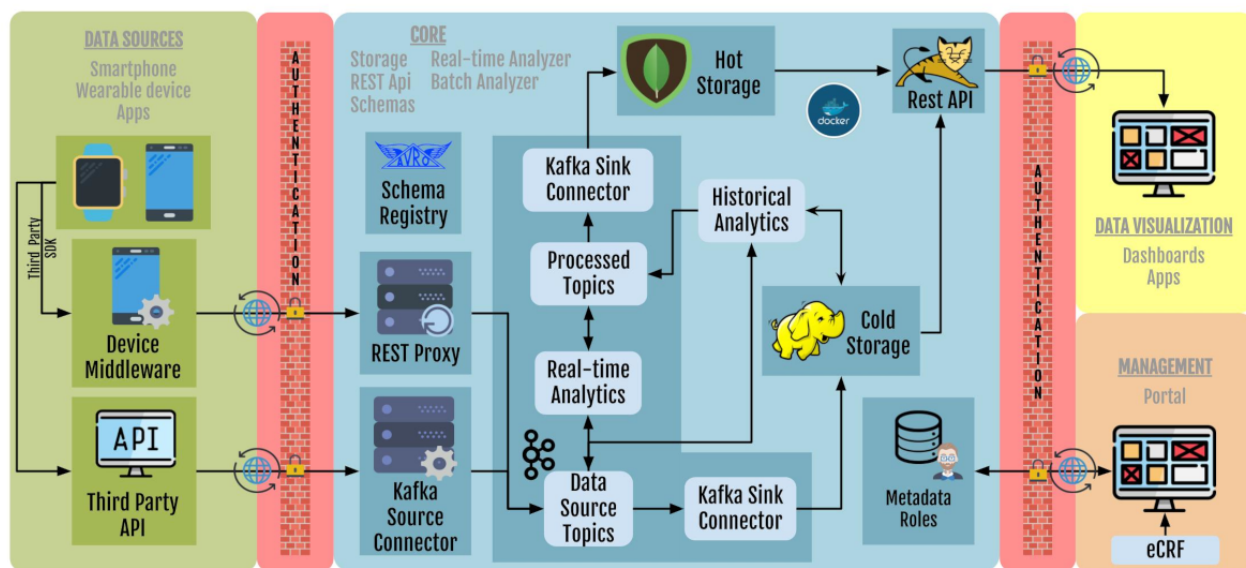 DATA SOURCES
Smartphone
Wearable device
Apps
Third Party
SDK
Device
Middleware
API
Third Party
API
AUTHENTICATION
CORE
Storage Real-time Analyzer
REST Api Batch Analyzer
Schemas
AVRO
Schema
Registry
REST Proxy
Kafka
Source
Connector
Hot
Storage
docker
Rest API
Kafka Sink
Connector
Historical
Analytics
Processed
Topics
Real-time
Analytics
Cold
Storage
Data
Source
Topics
Kafka Sink
Connector
Metadata
Roles
AUTHENTICATION
DATA VISUALIZATION
Dashboards
Apps
MANAGEMENT
Portal
eCRF